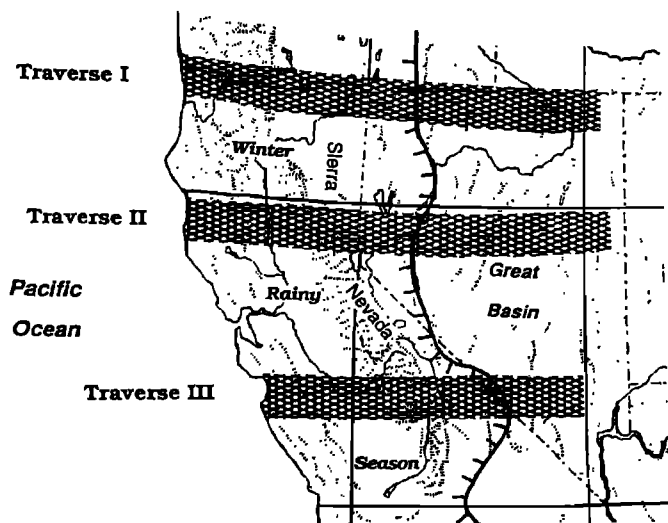 Traverse I
Winter
Sierra
Traverse II
Great
Pacific
Rainy
Nevada
Basin
Ocean
Traverse III
Season